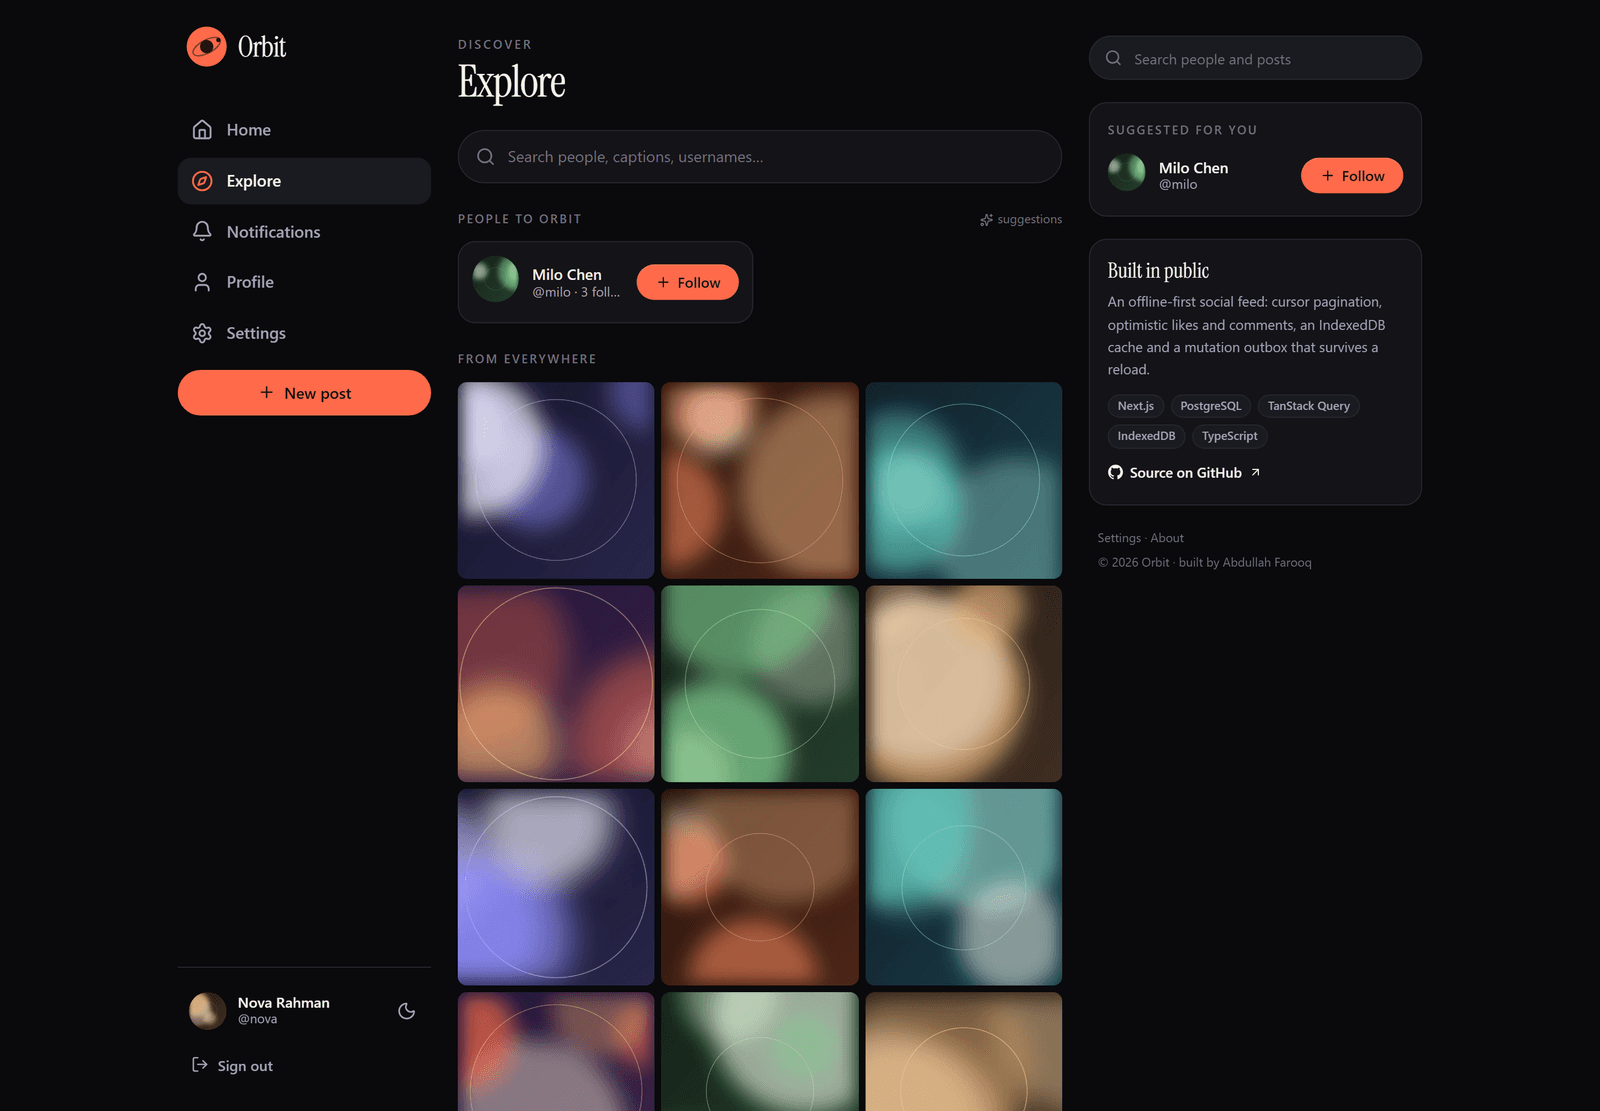 Orbit
Home
Explore
Notifications
Profile
Settings
New post
Nova Rahman
@nova
Sign out
DISCOVER
Explore
Search people, captions, usernames...
PEOPLE TO ORBIT
suggestions
Milo Chen
@milo · 3 foll...
Follow
FROM EVERYWHERE
Search people and posts
SUGGESTED FOR YOU
Milo Chen
@milo
Follow
Built in public
An offline-first social feed: cursor pagination,
optimistic likes and comments, an IndexedDB
cache and a mutation outbox that survives a
reload.
Next.js PostgreSQL TanStack Query
IndexedDB TypeScript
Source on GitHub
Settings · About
© 2026 Orbit · built by Abdullah Farooq